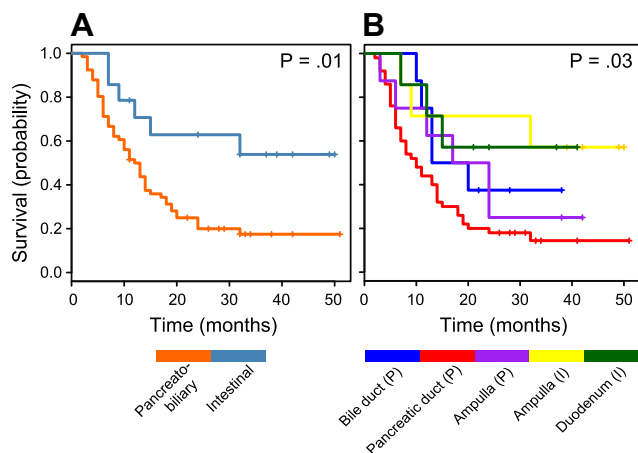 A
B
P = .01
P = .03
Survival (probability)
1.0
0.8
0.6
0.4
0.2
0.0
0 10 20 30 40 50
0 10 20 30 40 50
Time (months)
Time (months)
Pancreato-
biliary
Intestinal
Bile duct (P)
Pancreatic duct (P)
Ampulla (P)
Ampulla (I)
Duodenum (I)